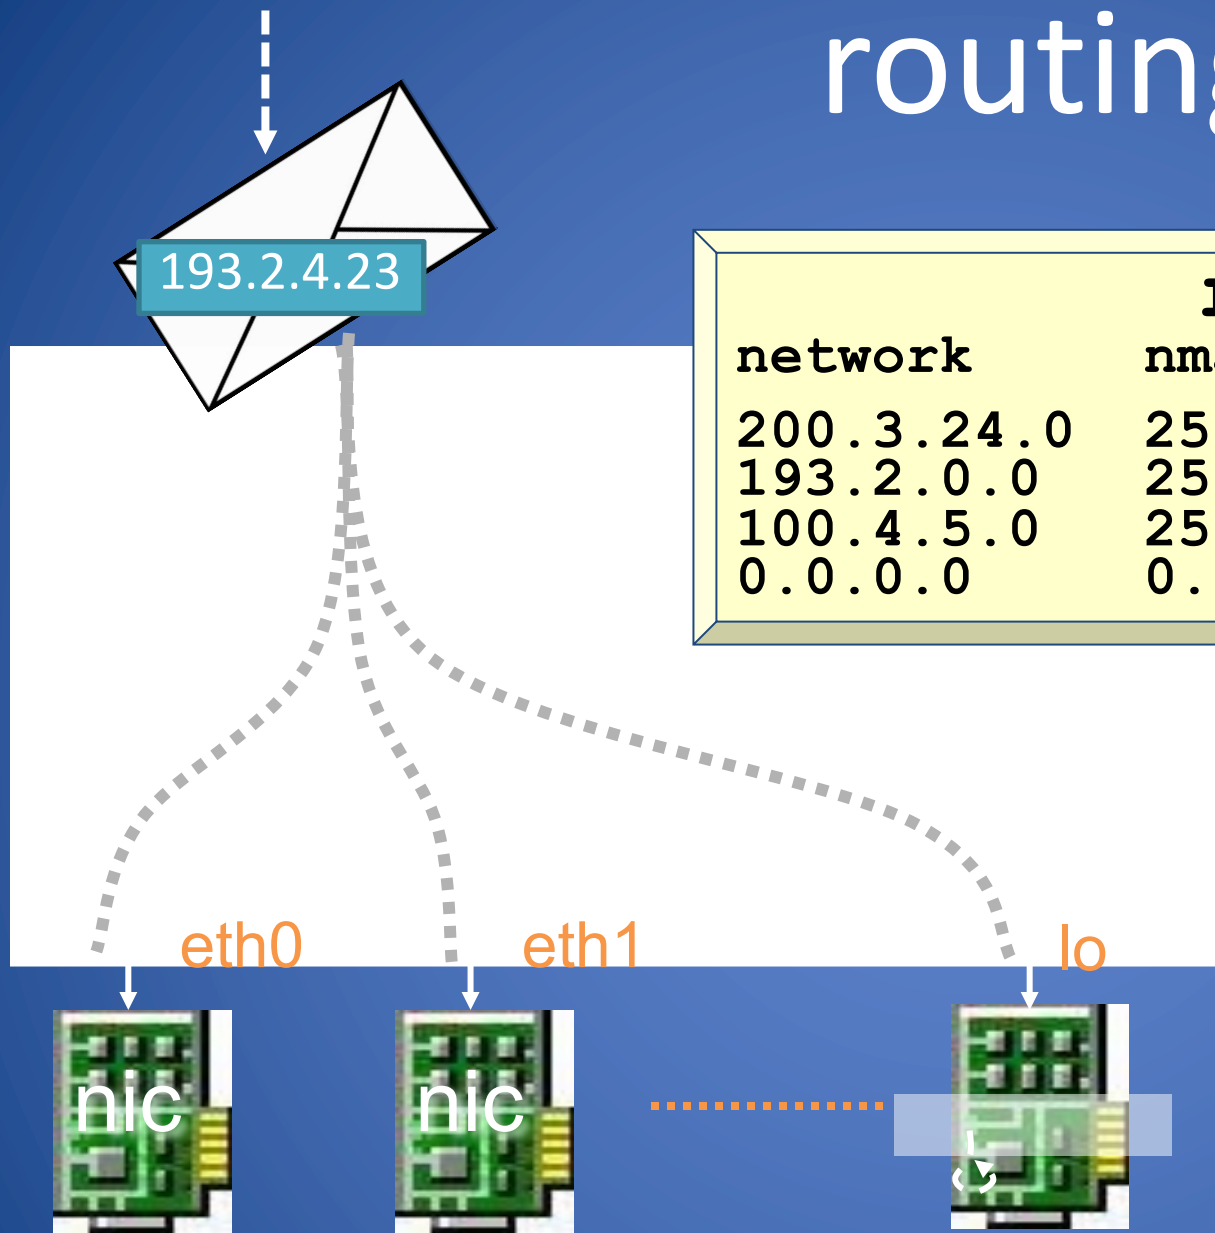 routing
193.2.4.23
network nm
200.3.24.0 25
193.2.0.0 25
100.4.5.0 25
0.0.0.0 0.
eth0 eth1 lo
nic nic